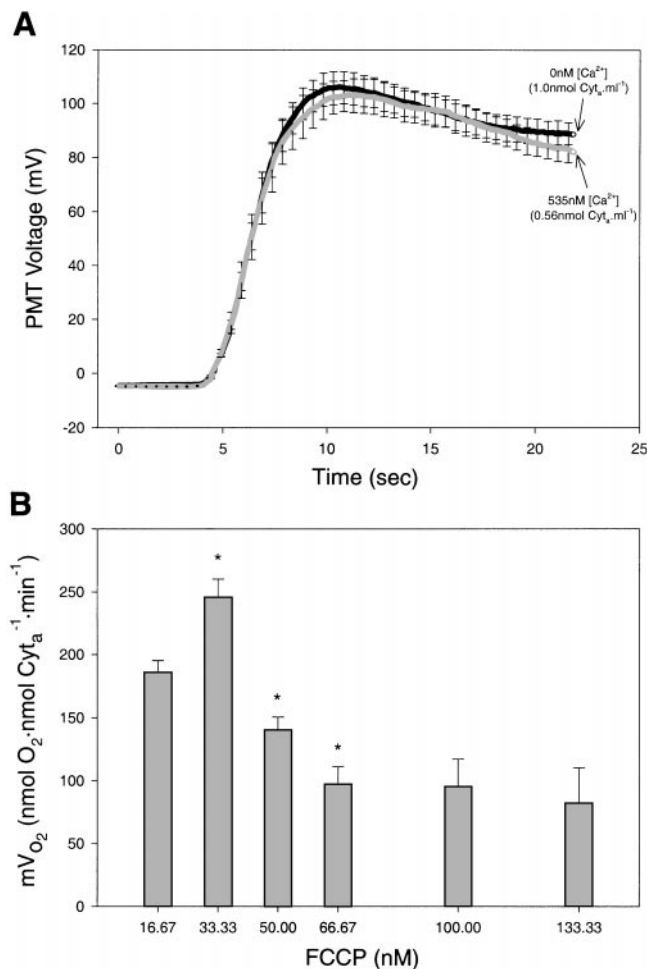 A
120
100
80
60
40
20
0
-20
PMT Voltage (mV)
0nM [Ca²⁺]
(1.0nmol Cytₐ.ml⁻¹)
535nM [Ca²⁺]
(0.56nmol Cytₐ.ml⁻¹)
0 5 10 15 20 25
Time (sec)
B
300
250
200
150
100
50
0
mV_O₂ (nmol O₂·nmol Cytₐ⁻¹·min⁻¹)
*
*
*
16.67 33.33 50.00 66.67 100.00 133.33
FCCP (nM)